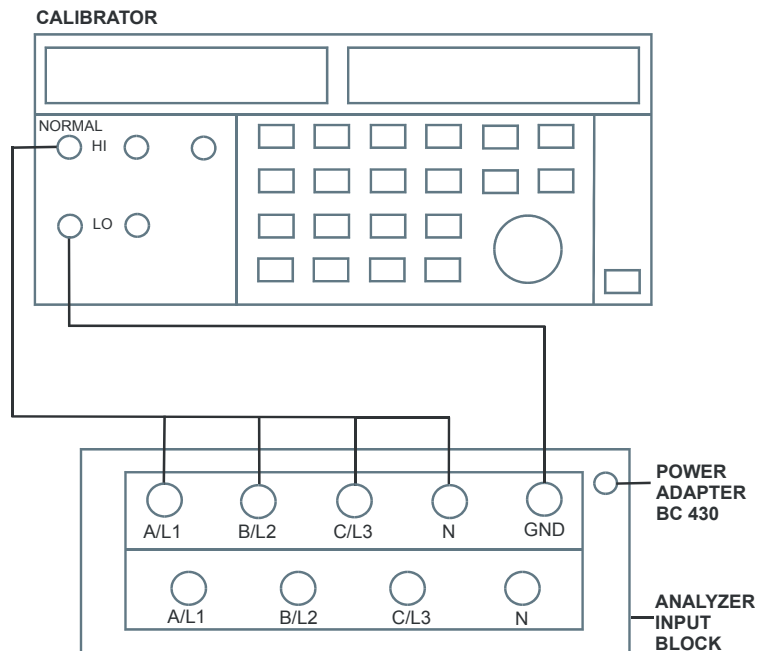 CALIBRATOR
NORMAL
HI
LO
A/L1 B/L2 C/L3 N GND
POWER
ADAPTER
BC 430
A/L1 B/L2 C/L3 N
ANALYZER
INPUT
BLOCK